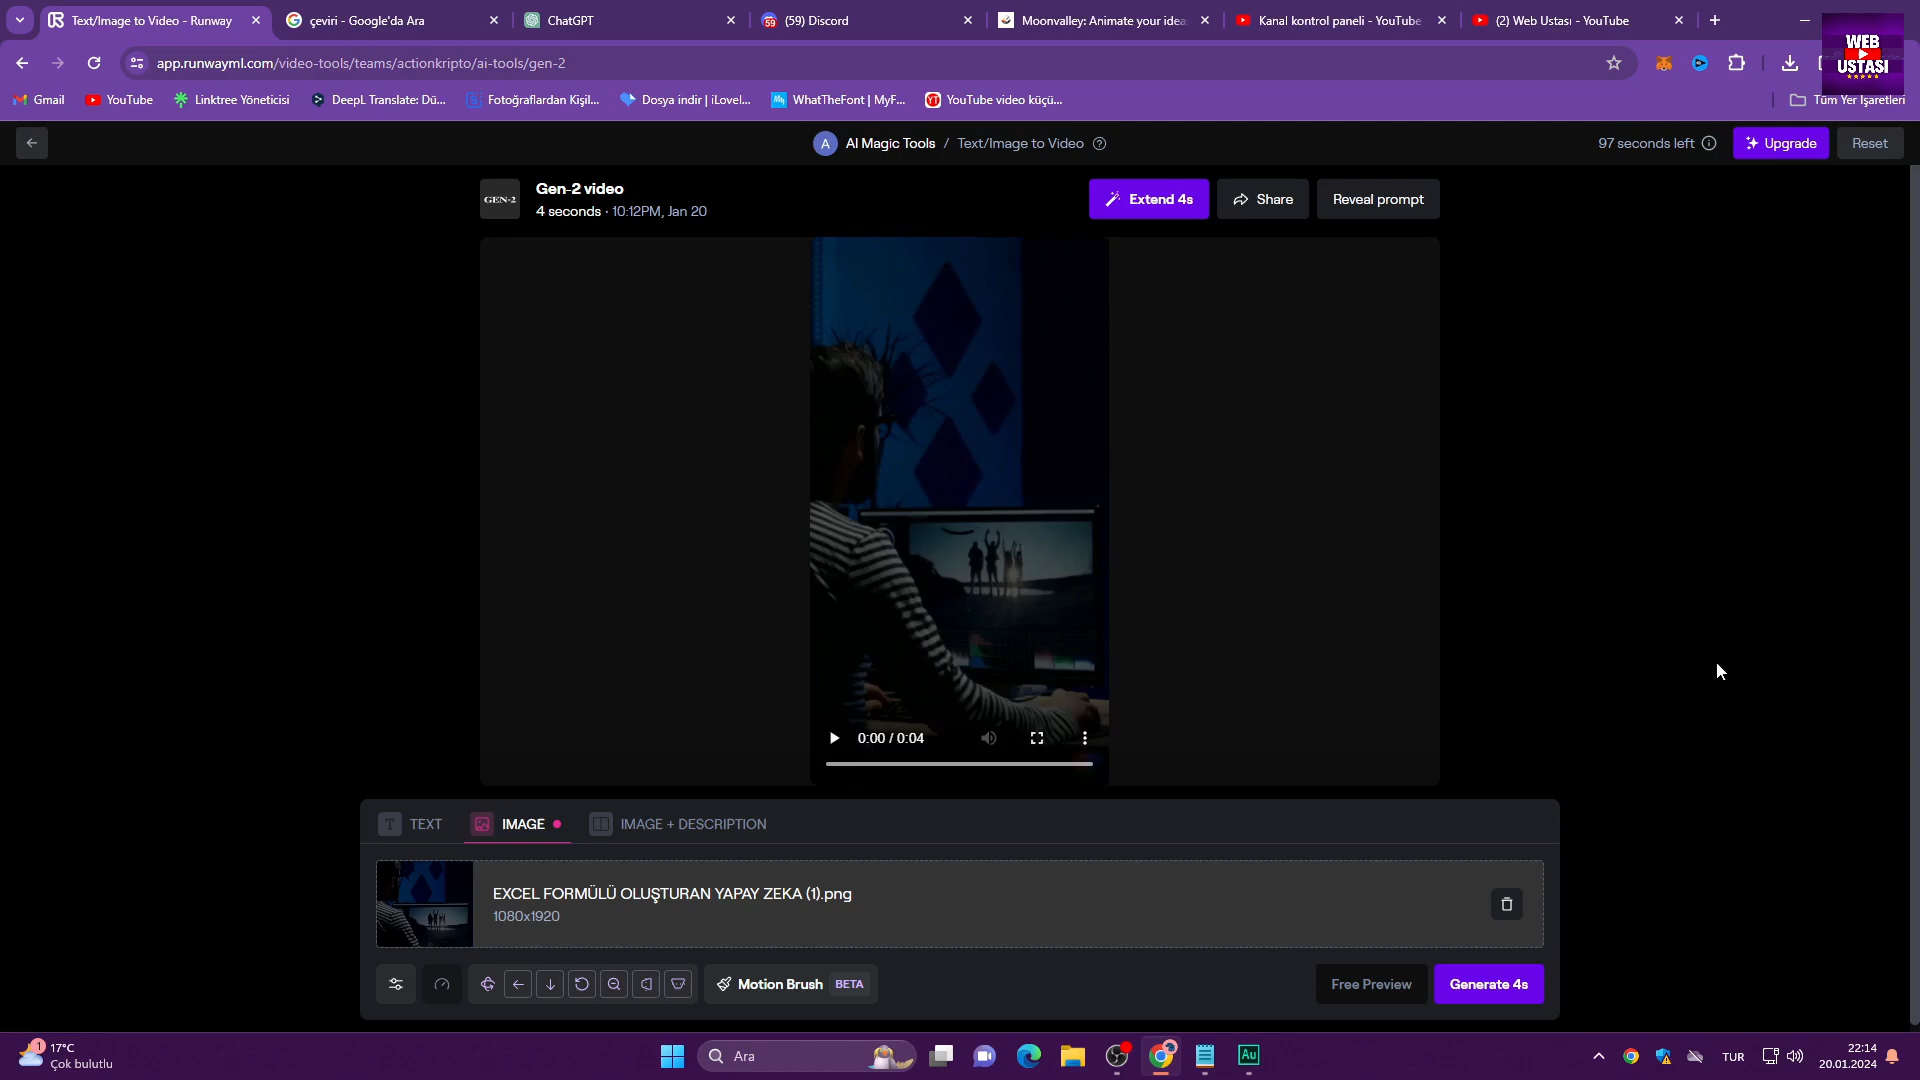 Text/Image to Video - Runway
çeviri - Google'da Ara
ChatGPT
(59) Discord
Moonvalley: Animate your idea
Kanal kontrol paneli - YouTube
(2) Web Ustası - YouTube
app.runwayml.com/video-tools/teams/actionkripto/ai-tools/gen-2
WEB
USTASI
Gmail
YouTube
Linktree Yöneticisi
DeepL Translate: Dü...
Fotoğraflardan Kişil...
Dosya indir | iLoveI...
WhatTheFont | MyF...
YouTube video küçü...
Tüm Yer İşaretleri
A
AI Magic Tools / Text/Image to Video
97 seconds left
Upgrade
Reset
GEN-2
Gen-2 video
4 seconds · 10:12PM, Jan 20
Extend 4s
Share
Reveal prompt
0:00 / 0:04
TEXT
IMAGE
IMAGE + DESCRIPTION
EXCEL FORMÜLÜ OLUŞTURAN YAPAY ZEKA (1).png
1080x1920
Motion Brush BETA
Free Preview
Generate 4s
1
17°C
Çok bulutlu
Ara
Au
TUR
22:14
20.01.2024